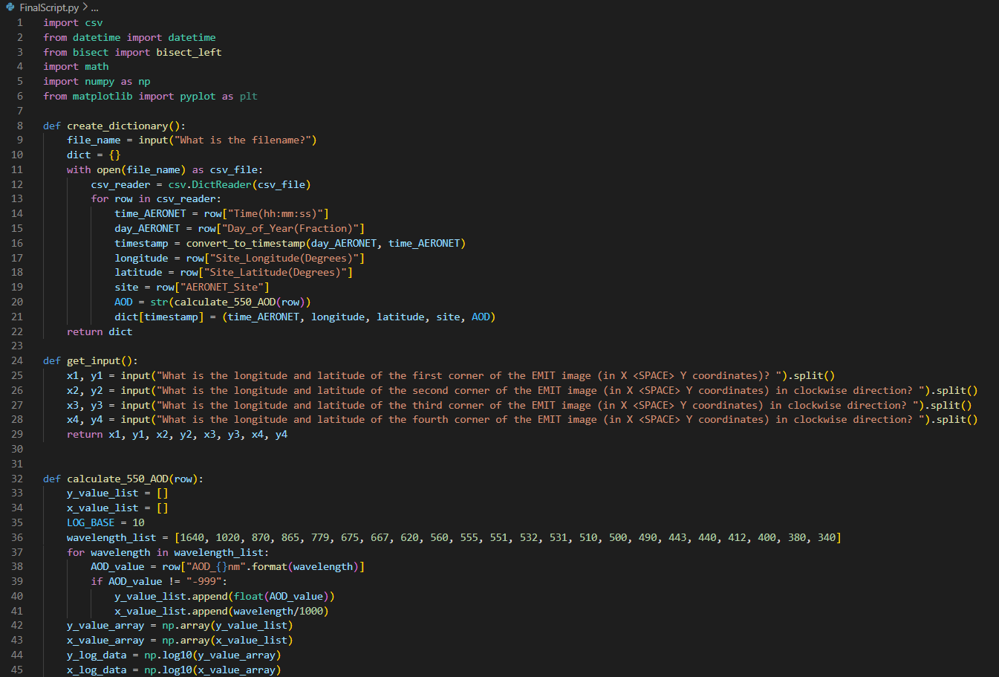 FinalScript.py > ...
1 import csv
2 from datetime import datetime
3 from bisect import bisect_left
4 import math
5 import numpy as np
6 from matplotlib import pyplot as plt
7
8 def create_dictionary():
9     file_name = input("What is the filename?")
10     dict = {}
11     with open(file_name) as csv_file:
12         csv_reader = csv.DictReader(csv_file)
13         for row in csv_reader:
14             time_AERONET = row["Time(hh:mm:ss)"]
15             day_AERONET = row["Day_of_Year(Fraction)"]
16             timestamp = convert_to_timestamp(day_AERONET, time_AERONET)
17             longitude = row["Site_Longitude(Degrees)"]
18             latitude = row["Site_Latitude(Degrees)"]
19             site = row["AERONET_Site"]
20             AOD = str(calculate_550_AOD(row))
21             dict[timestamp] = (time_AERONET, longitude, latitude, site, AOD)
22     return dict
23
24 def get_input():
25     x1, y1 = input("What is the longitude and latitude of the first corner of the EMIT image (in X <SPACE> Y coordinates)? ").split()
26     x2, y2 = input("What is the longitude and latitude of the second corner of the EMIT image (in X <SPACE> Y coordinates) in clockwise direction? ").split()
27     x3, y3 = input("What is the longitude and latitude of the third corner of the EMIT image (in X <SPACE> Y coordinates) in clockwise direction? ").split()
28     x4, y4 = input("What is the longitude and latitude of the fourth corner of the EMIT image (in X <SPACE> Y coordinates) in clockwise direction? ").split()
29     return x1, y1, x2, y2, x3, y3, x4, y4
30
31
32 def calculate_550_AOD(row):
33     y_value_list = []
34     x_value_list = []
35     LOG_BASE = 10
36     wavelength_list = [1640, 1020, 870, 865, 779, 675, 667, 620, 560, 555, 551, 532, 531, 510, 500, 490, 443, 440, 412, 400, 380, 340]
37     for wavelength in wavelength_list:
38         AOD_value = row["AOD_{}nm".format(wavelength)]
39         if AOD_value != "-999":
40             y_value_list.append(float(AOD_value))
41             x_value_list.append(wavelength/1000)
42     y_value_array = np.array(y_value_list)
43     x_value_array = np.array(x_value_list)
44     y_log_data = np.log10(y_value_array)
45     x_log_data = np.log10(x_value_array)